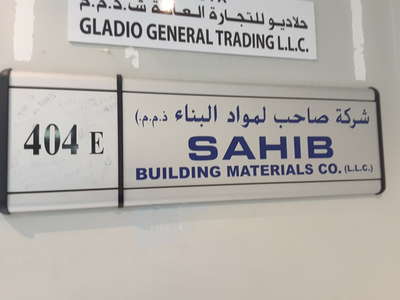 جلاديو للتجارة العامة ش.ذ.م.م
GLADIO GENERAL TRADING L.L.C.
404 E
شركة صاحب لمواد البناء (ذ.م.م.)
SAHIB
BUILDING MATERIALS CO. (L.L.C.)